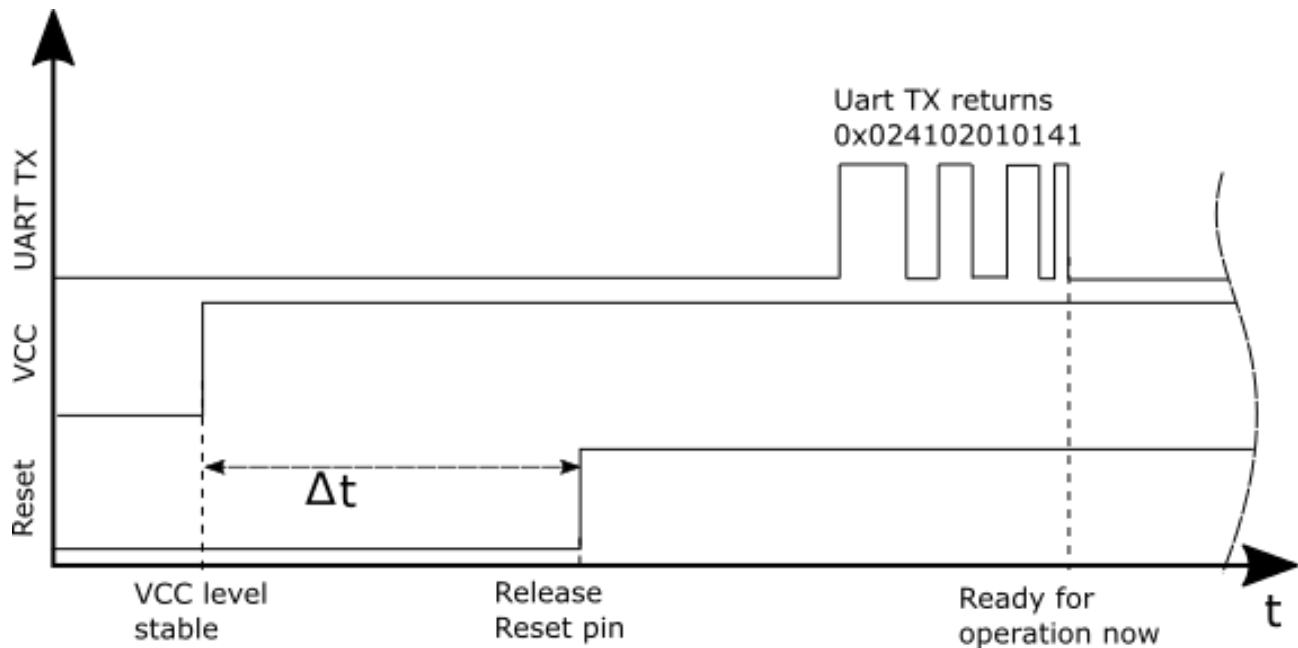 Uart TX returns
0x024102010141
UART TX
VCC
Reset
Δt
VCC level
stable
Release
Reset pin
Ready for
operation now
t